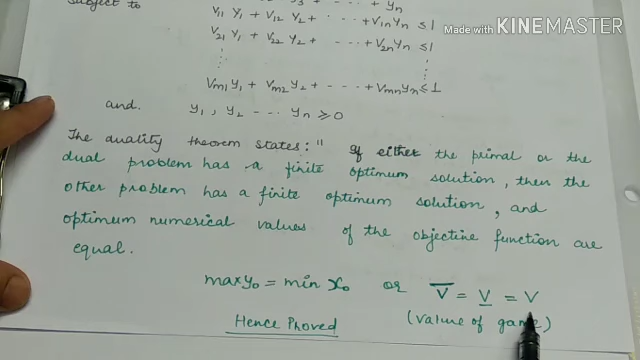 Made with KINEMASTER
subject to
V11 y1 + V12 y2 + ... + V1n yn ≤ 1
V21 y1 + V22 y2 + ... + V2n yn ≤ 1
Vm1 y1 + Vm2 y2 + ... + Vmn yn ≤ 1
and. y1, y2 ... yn ≥ 0
The duality theorem states: " If either the primal or the
dual problem has a finite optimum solution, then the
other problem has a finite optimum solution, and
optimum numerical values of the objective function are
equal.
max y0 = min x0 or V̅ = V̲ = V
Hence Proved (value of game)